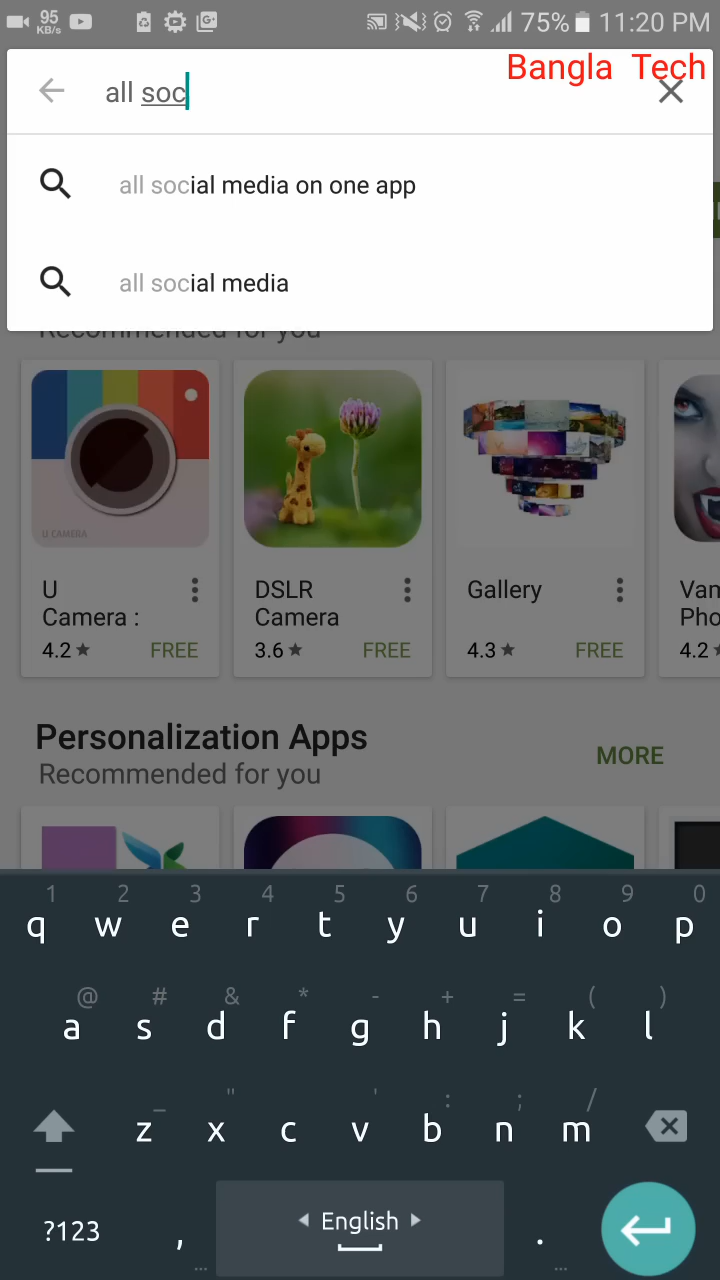 95
KB/s
75%
11:20 PM
Bangla Tech
all soc
all social media on one app
all social media
Recommended for you
U CAMERA
U
Camera :
4.2
FREE
DSLR
Camera
3.6
FREE
Gallery
4.3
FREE
Van
Pho
4.2
Personalization Apps
MORE
Recommended for you
1 2 3 4 5 6 7 8 9 0
q w e r t y u i o p
@ # & * - + = ( )
a s d f g h j k l
_ " ' : ; /
z x c v b n m
?123 , English .